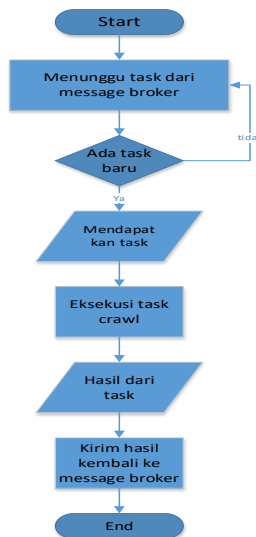 Start
Menunggu task dari
message broker
Ada task
baru
tidak
Ya
Mendapat
kan task
Eksekusi task
crawl
Hasil dari
task
Kirim hasil
kembali ke
message broker
End